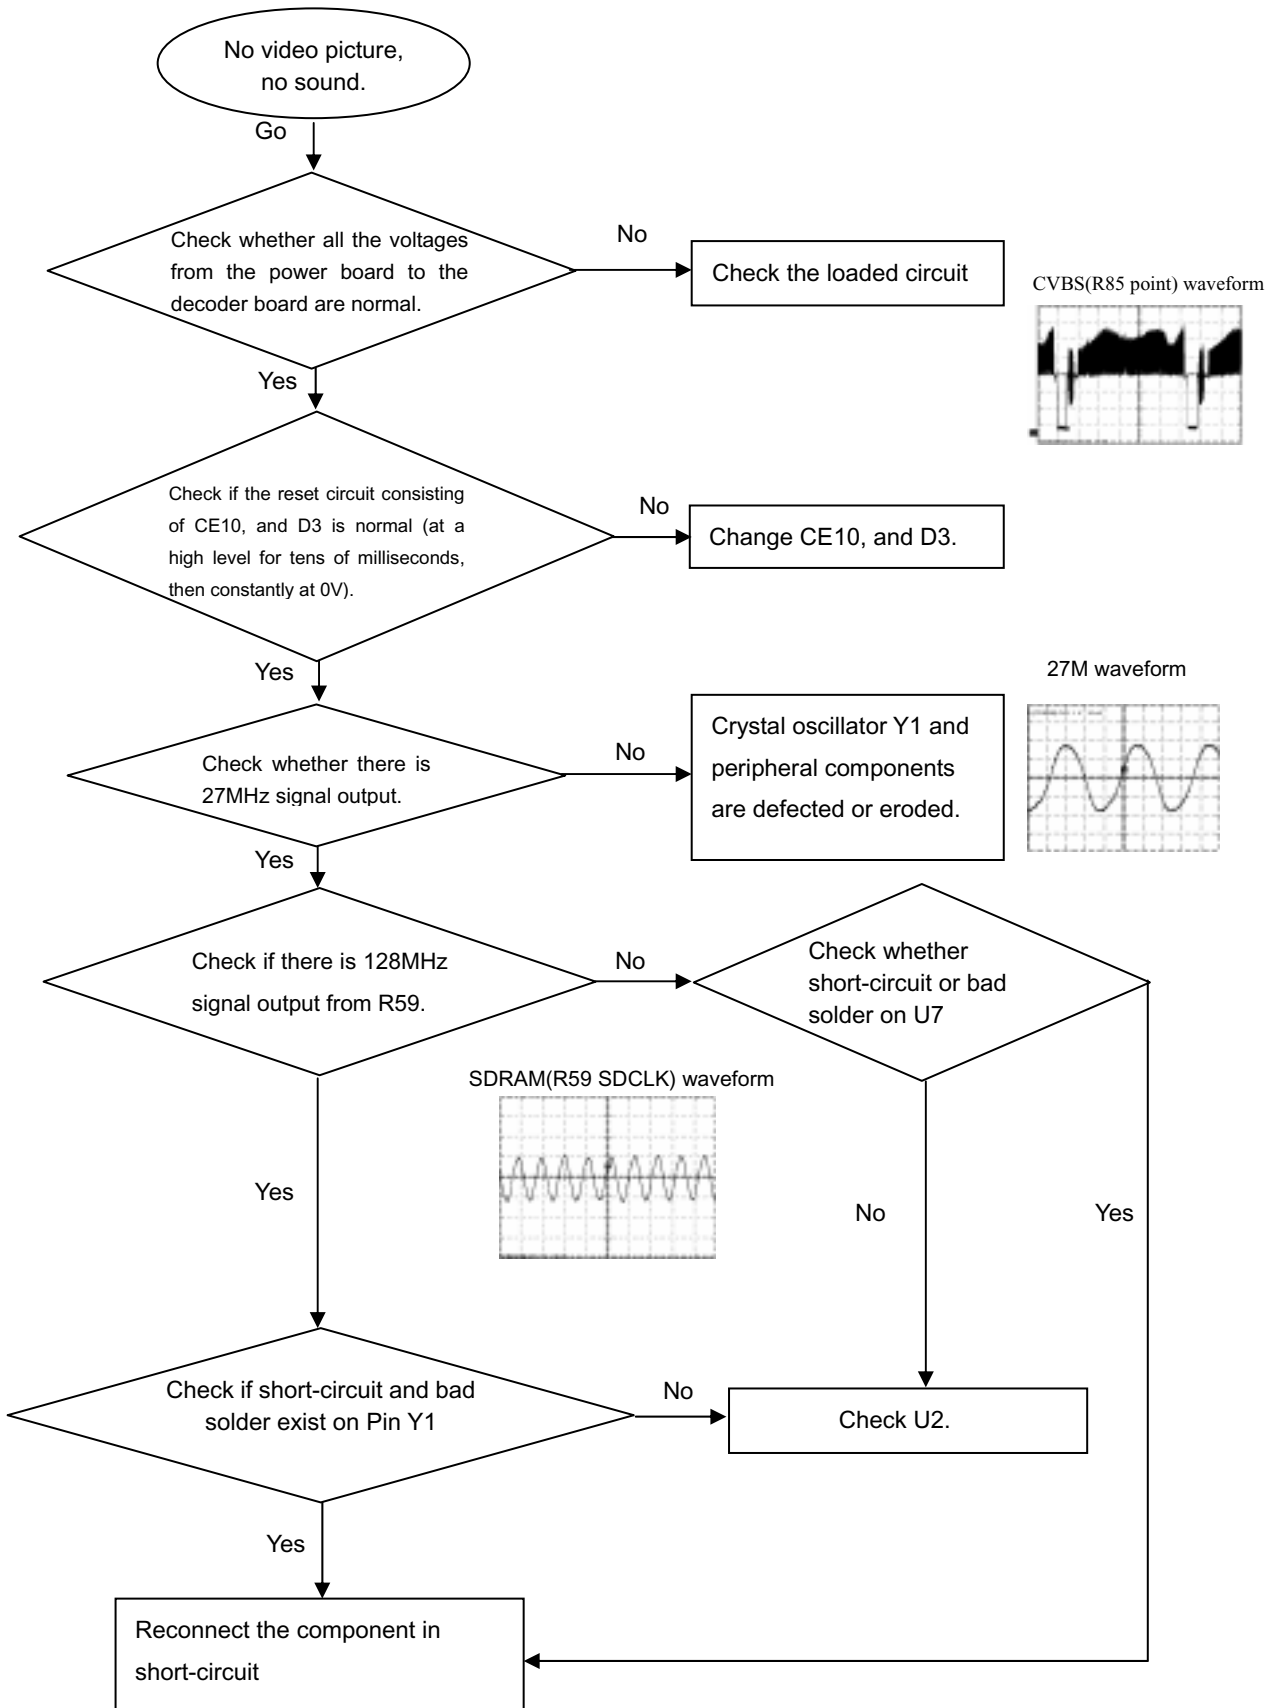 No video picture,
no sound.
Go
Check whether all the voltages
from the power board to the
decoder board are normal.
No
Check the loaded circuit
CVBS(R85 point) waveform
Yes
Check if the reset circuit consisting
of CE10, and D3 is normal (at a
high level for tens of milliseconds,
then constantly at 0V).
No
Change CE10, and D3.
Yes
27M waveform
Check whether there is
27MHz signal output.
No
Crystal oscillator Y1 and
peripheral components
are defected or eroded.
Yes
Check if there is 128MHz
signal output from R59.
No
Check whether
short-circuit or bad
solder on U7
SDRAM(R59 SDCLK) waveform
Yes
No
Yes
Check if short-circuit and bad
solder exist on Pin Y1
No
Check U2.
Yes
Reconnect the component in
short-circuit